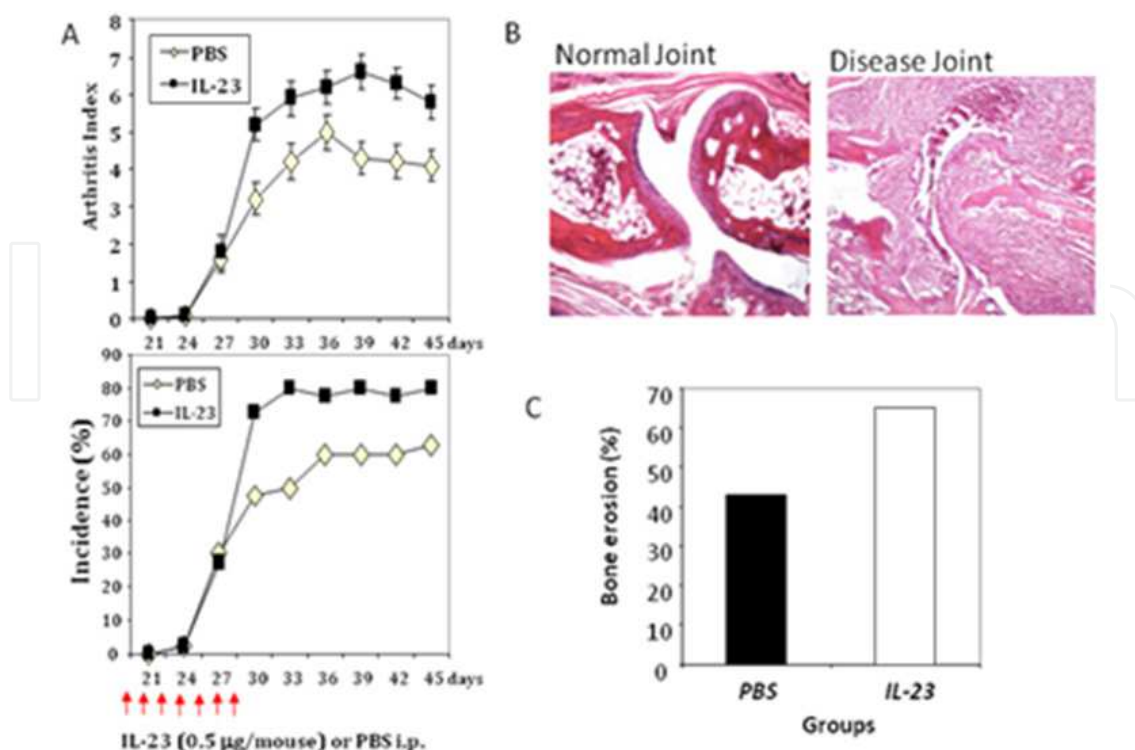 A
8
7
6
5
4
3
2
1
0
Arthritis Index
PBS
IL-23
21 24 27 30 33 36 39 42 45 days
90
80
70
60
50
40
30
20
10
0
Incidence (%)
PBS
IL-23
21 24 27 30 33 36 39 42 45 days
IL-23 (0.5 µg/mouse) or PBS i.p.
B
Normal Joint
Disease Joint
C
70
60
50
40
30
20
10
0
Bone erosion (%)
PBS
IL-23
Groups